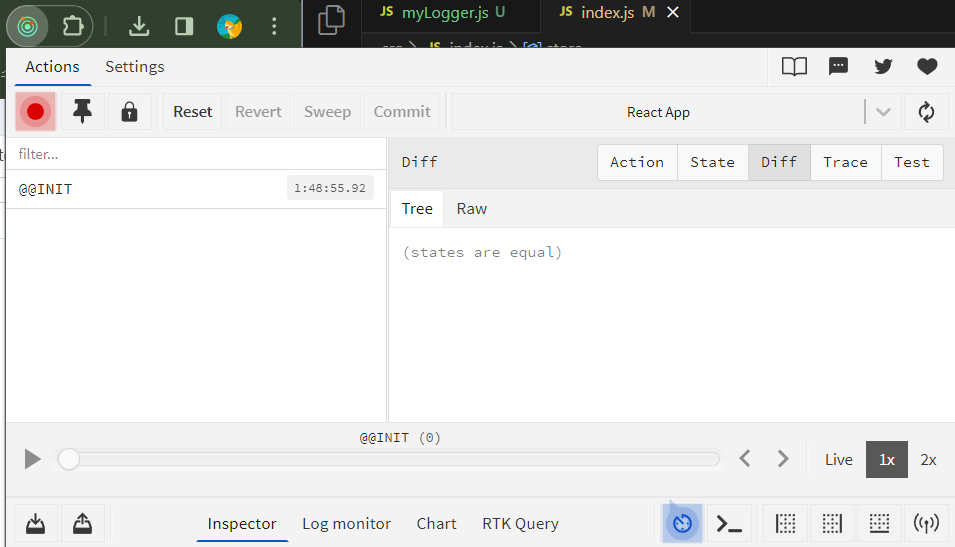 JS myLogger.js U
JS index.js M
Actions Settings
Reset Revert Sweep Commit React App
filter...
Diff Action State Diff Trace Test
@@INIT 1:48:55.92
Tree Raw
(states are equal)
@@INIT (0)
Live 1x 2x
Inspector Log monitor Chart RTK Query